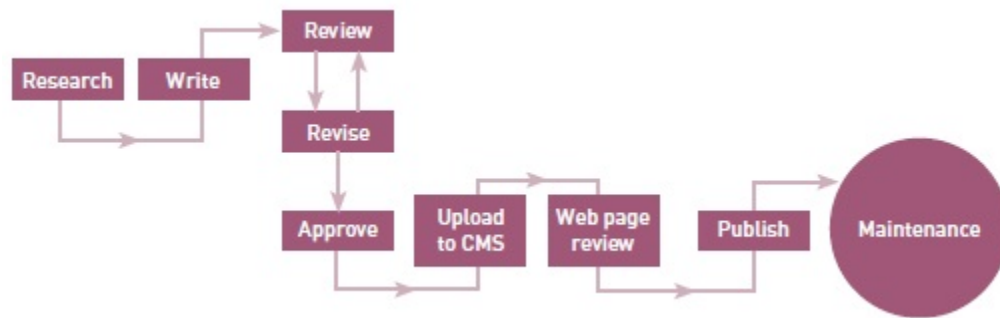 Research
Write
Review
Revise
Approve
Upload
to CMS
Web page
review
Publish
Maintenance